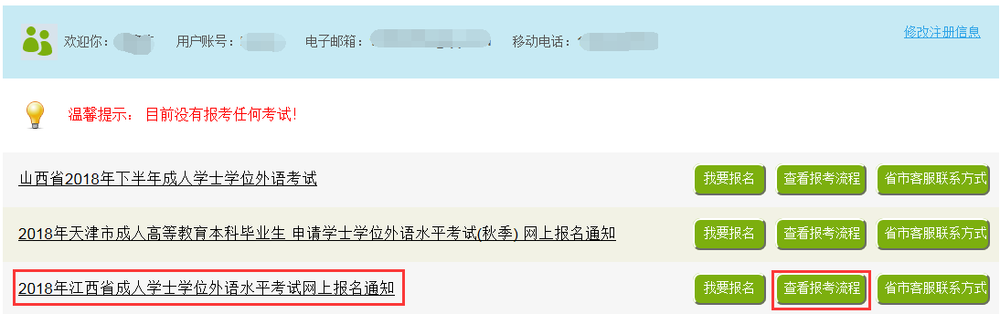 欢迎你： 用户账号： 电子邮箱： 移动电话： 修改注册信息
温馨提示： 目前没有报考任何考试！
山西省2018年下半年成人学士学位外语考试 我要报名 查看报考流程 省市客服联系方式
2018年天津市成人高等教育本科毕业生 申请学士学位外语水平考试(秋季) 网上报名通知 我要报名 查看报考流程 省市客服联系方式
2018年江西省成人学士学位外语水平考试网上报名通知 我要报名 查看报考流程 省市客服联系方式